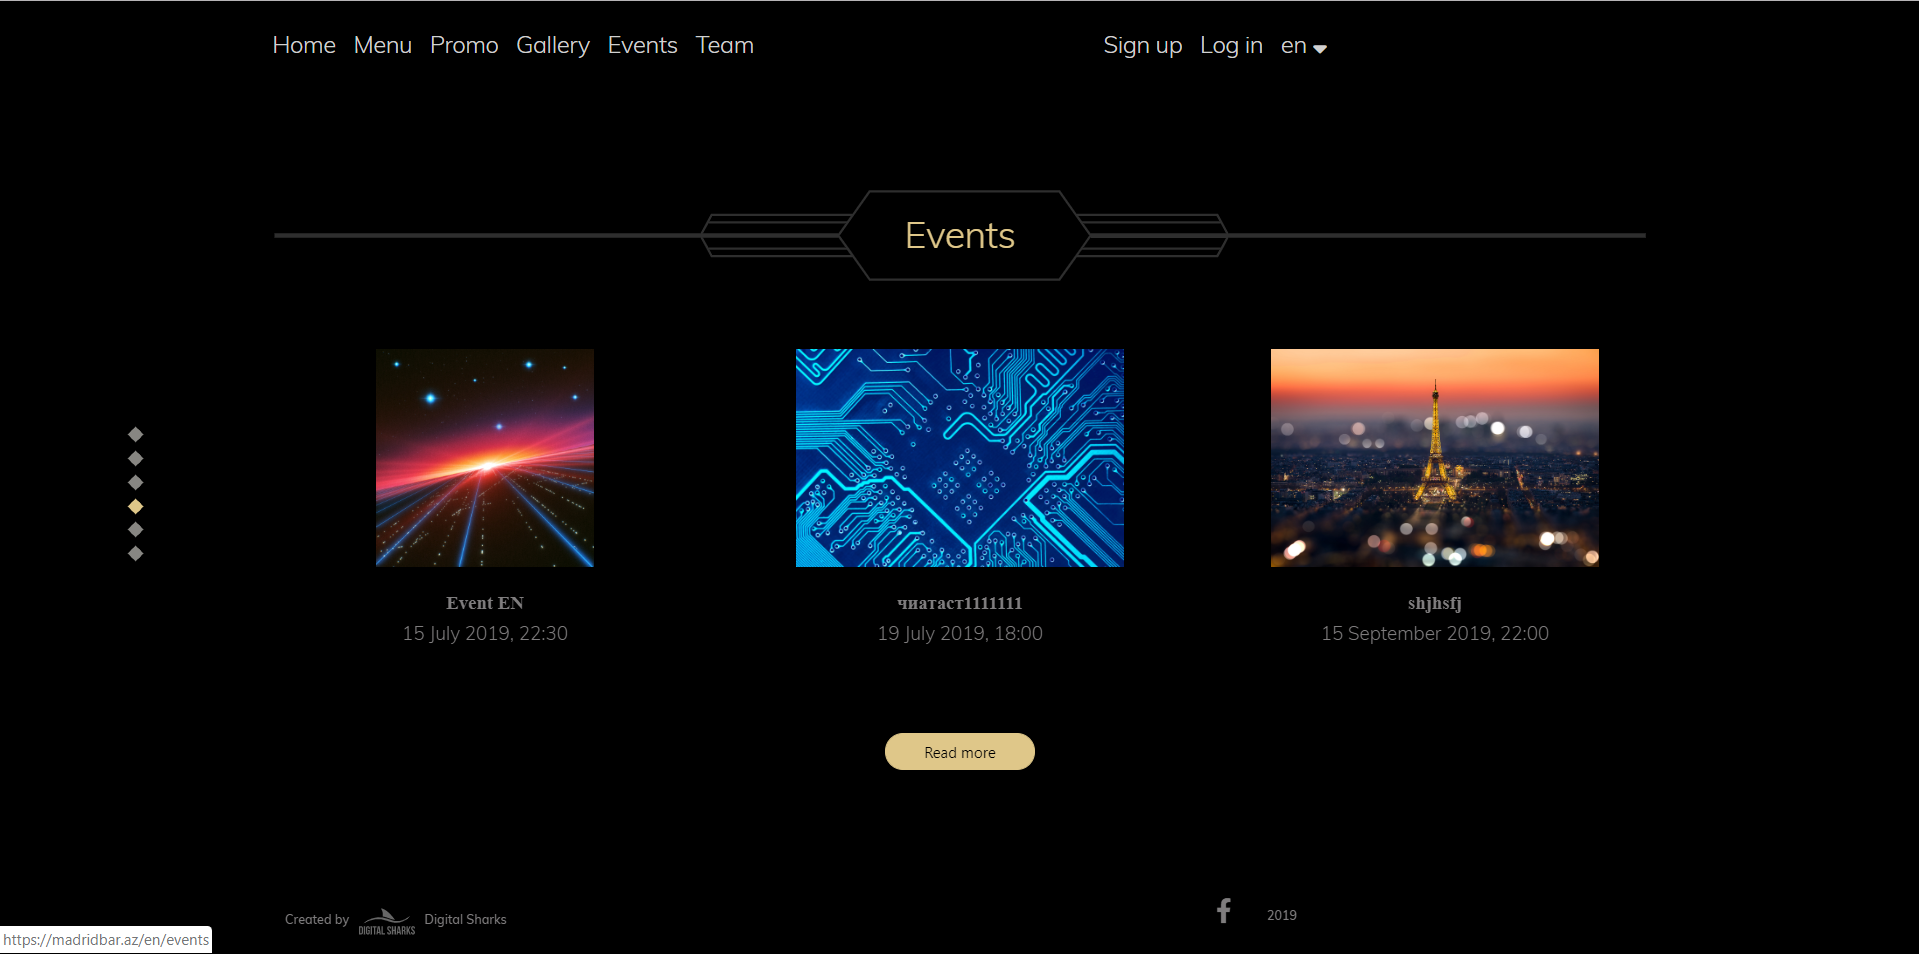 Home Menu Promo Gallery Events Team
Sign up Log in en
Events
Event EN
15 July 2019, 22:30
чиатаст1111111
19 July 2019, 18:00
shjhsfj
15 September 2019, 22:00
Read more
Created by DIGITAL SHARKS Digital Sharks
2019
https://madridbar.az/en/events